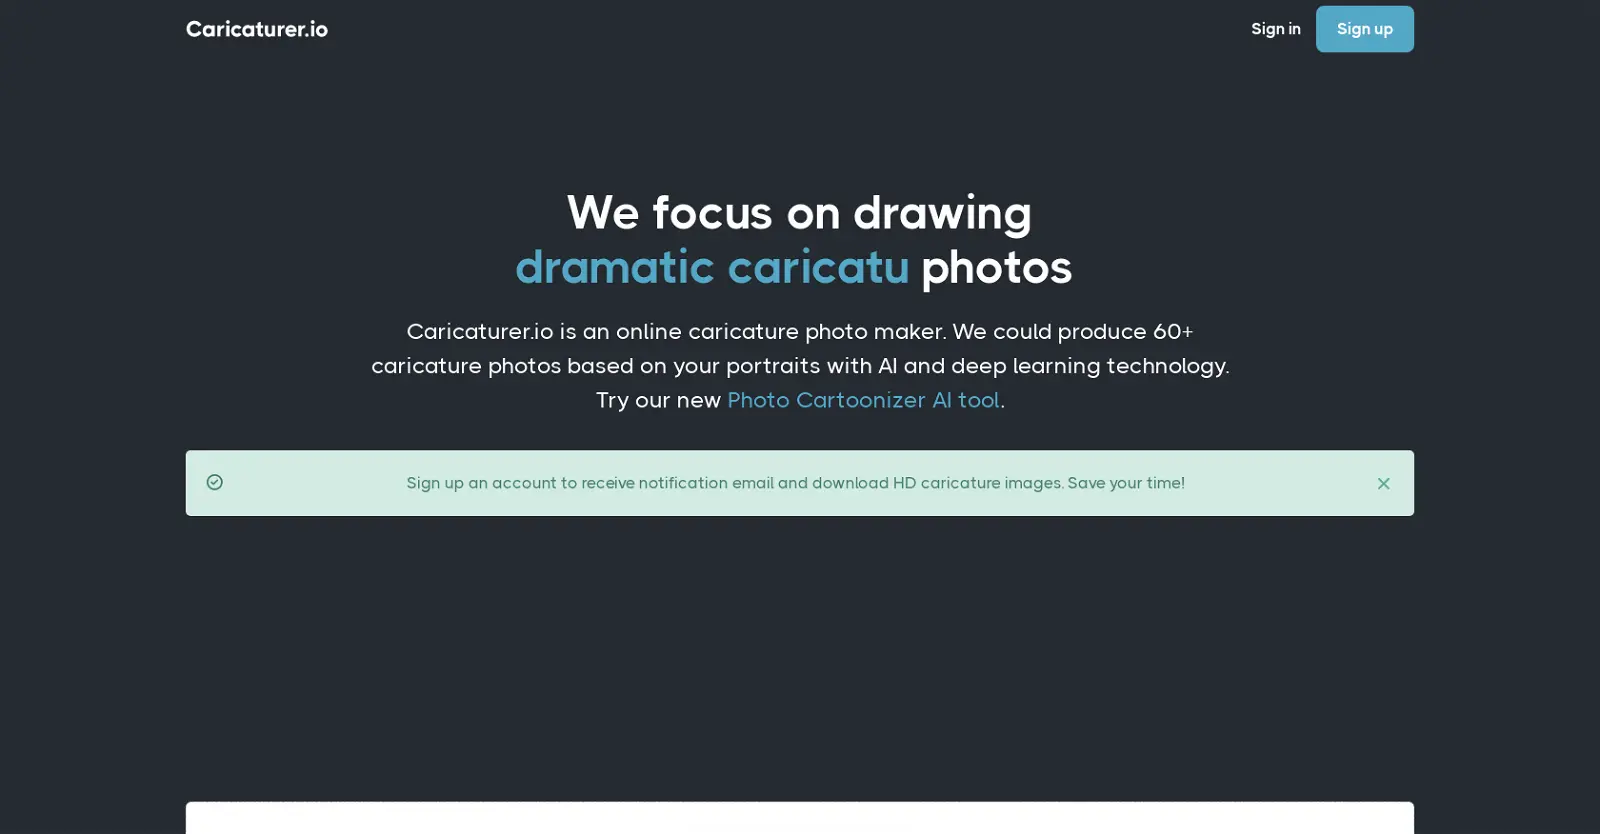 Caricaturer.io
Sign in
Sign up
We focus on drawing
dramatic caricatu photos
Caricaturer.io is an online caricature photo maker. We could produce 60+
caricature photos based on your portraits with AI and deep learning technology.
Try our new Photo Cartoonizer AI tool.
Sign up an account to receive notification email and download HD caricature images. Save your time!